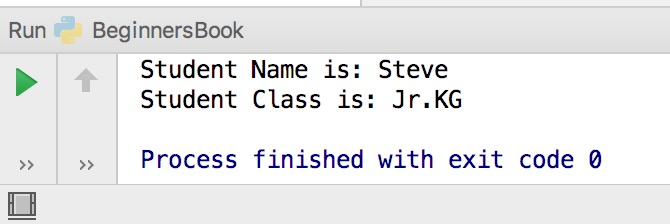 Run BeginnersBook
Student Name is: Steve
Student Class is: Jr.KG
Process finished with exit code 0